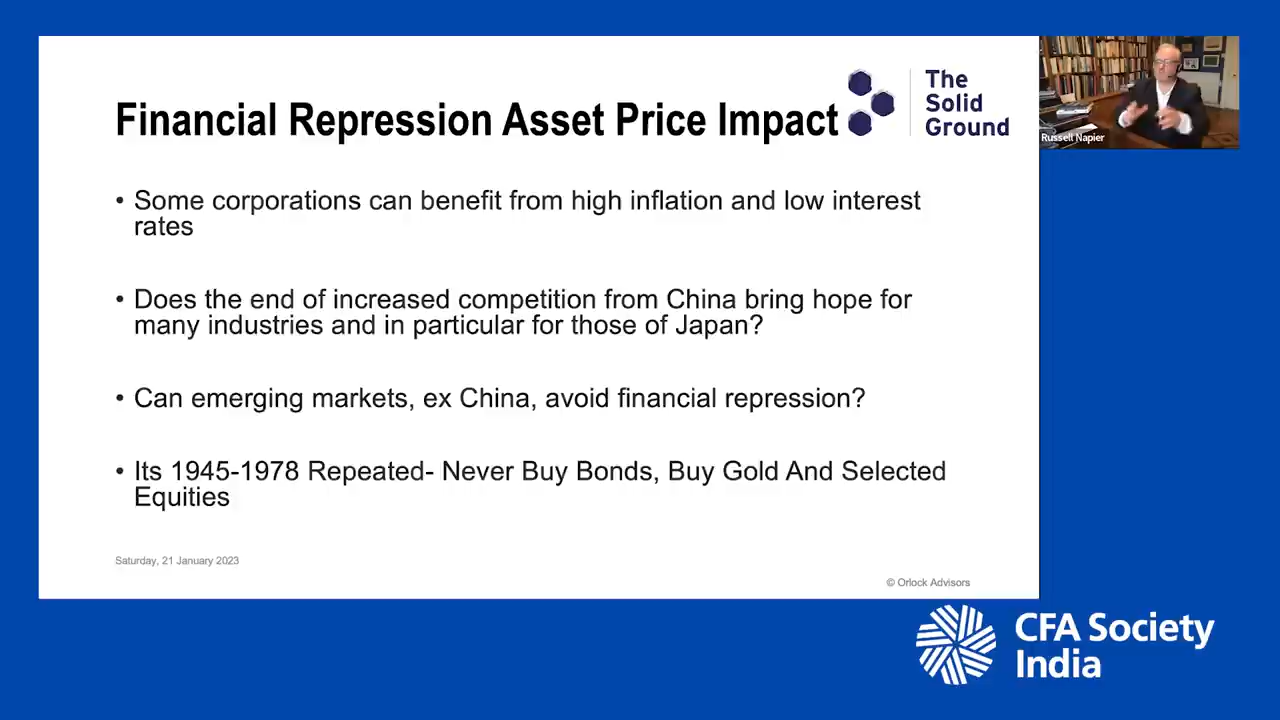 Financial Repression Asset Price Impact
The
Solid
Ground
Russell Napier
• Some corporations can benefit from high inflation and low interest
rates
• Does the end of increased competition from China bring hope for
many industries and in particular for those of Japan?
• Can emerging markets, ex China, avoid financial repression?
• Its 1945-1978 Repeated- Never Buy Bonds, Buy Gold And Selected
Equities
Saturday, 21 January 2023
© Orlock Advisors
CFA Society
India